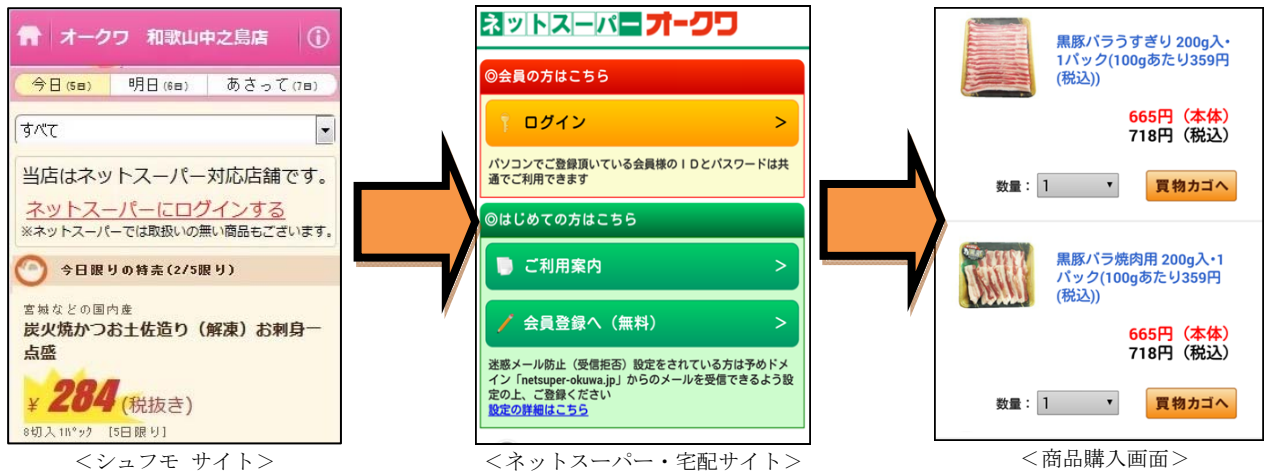 オークワ 和歌山中之島店
今日(5日) 明日(6日) あさって(7日)
すべて
当店はネットスーパー対応店舗です。
ネットスーパーにログインする
※ネットスーパーでは取扱いの無い商品もございます。
今日限りの特売(2/5限り)
宮城などの国内産
炭火焼かつお土佐造り(解凍)お刺身一
点盛
¥284(税抜き)
8切入1パック [5日限り]
<シュフモ サイト>
ネットスーパーオークワ
◎会員の方はこちら
ログイン >
パソコンでご登録頂いている会員様のIDとパスワードは共
通でご利用できます
◎はじめての方はこちら
ご利用案内 >
会員登録へ(無料) >
迷惑メール防止(受信拒否)設定をされている方は予めドメ
イン「netsuper-okuwa.jp」からのメールを受信できるよう設
定の上、ご登録ください
設定の詳細はこちら
<ネットスーパー・宅配サイト>
黒豚バラうすぎり 200g入・
1パック(100gあたり359円
(税込))
665円(本体)
718円(税込)
数量: 1 買物カゴへ
黒豚バラ焼肉用 200g入・1
パック(100gあたり359円
(税込))
665円(本体)
718円(税込)
数量: 1 買物カゴへ
<商品購入画面>